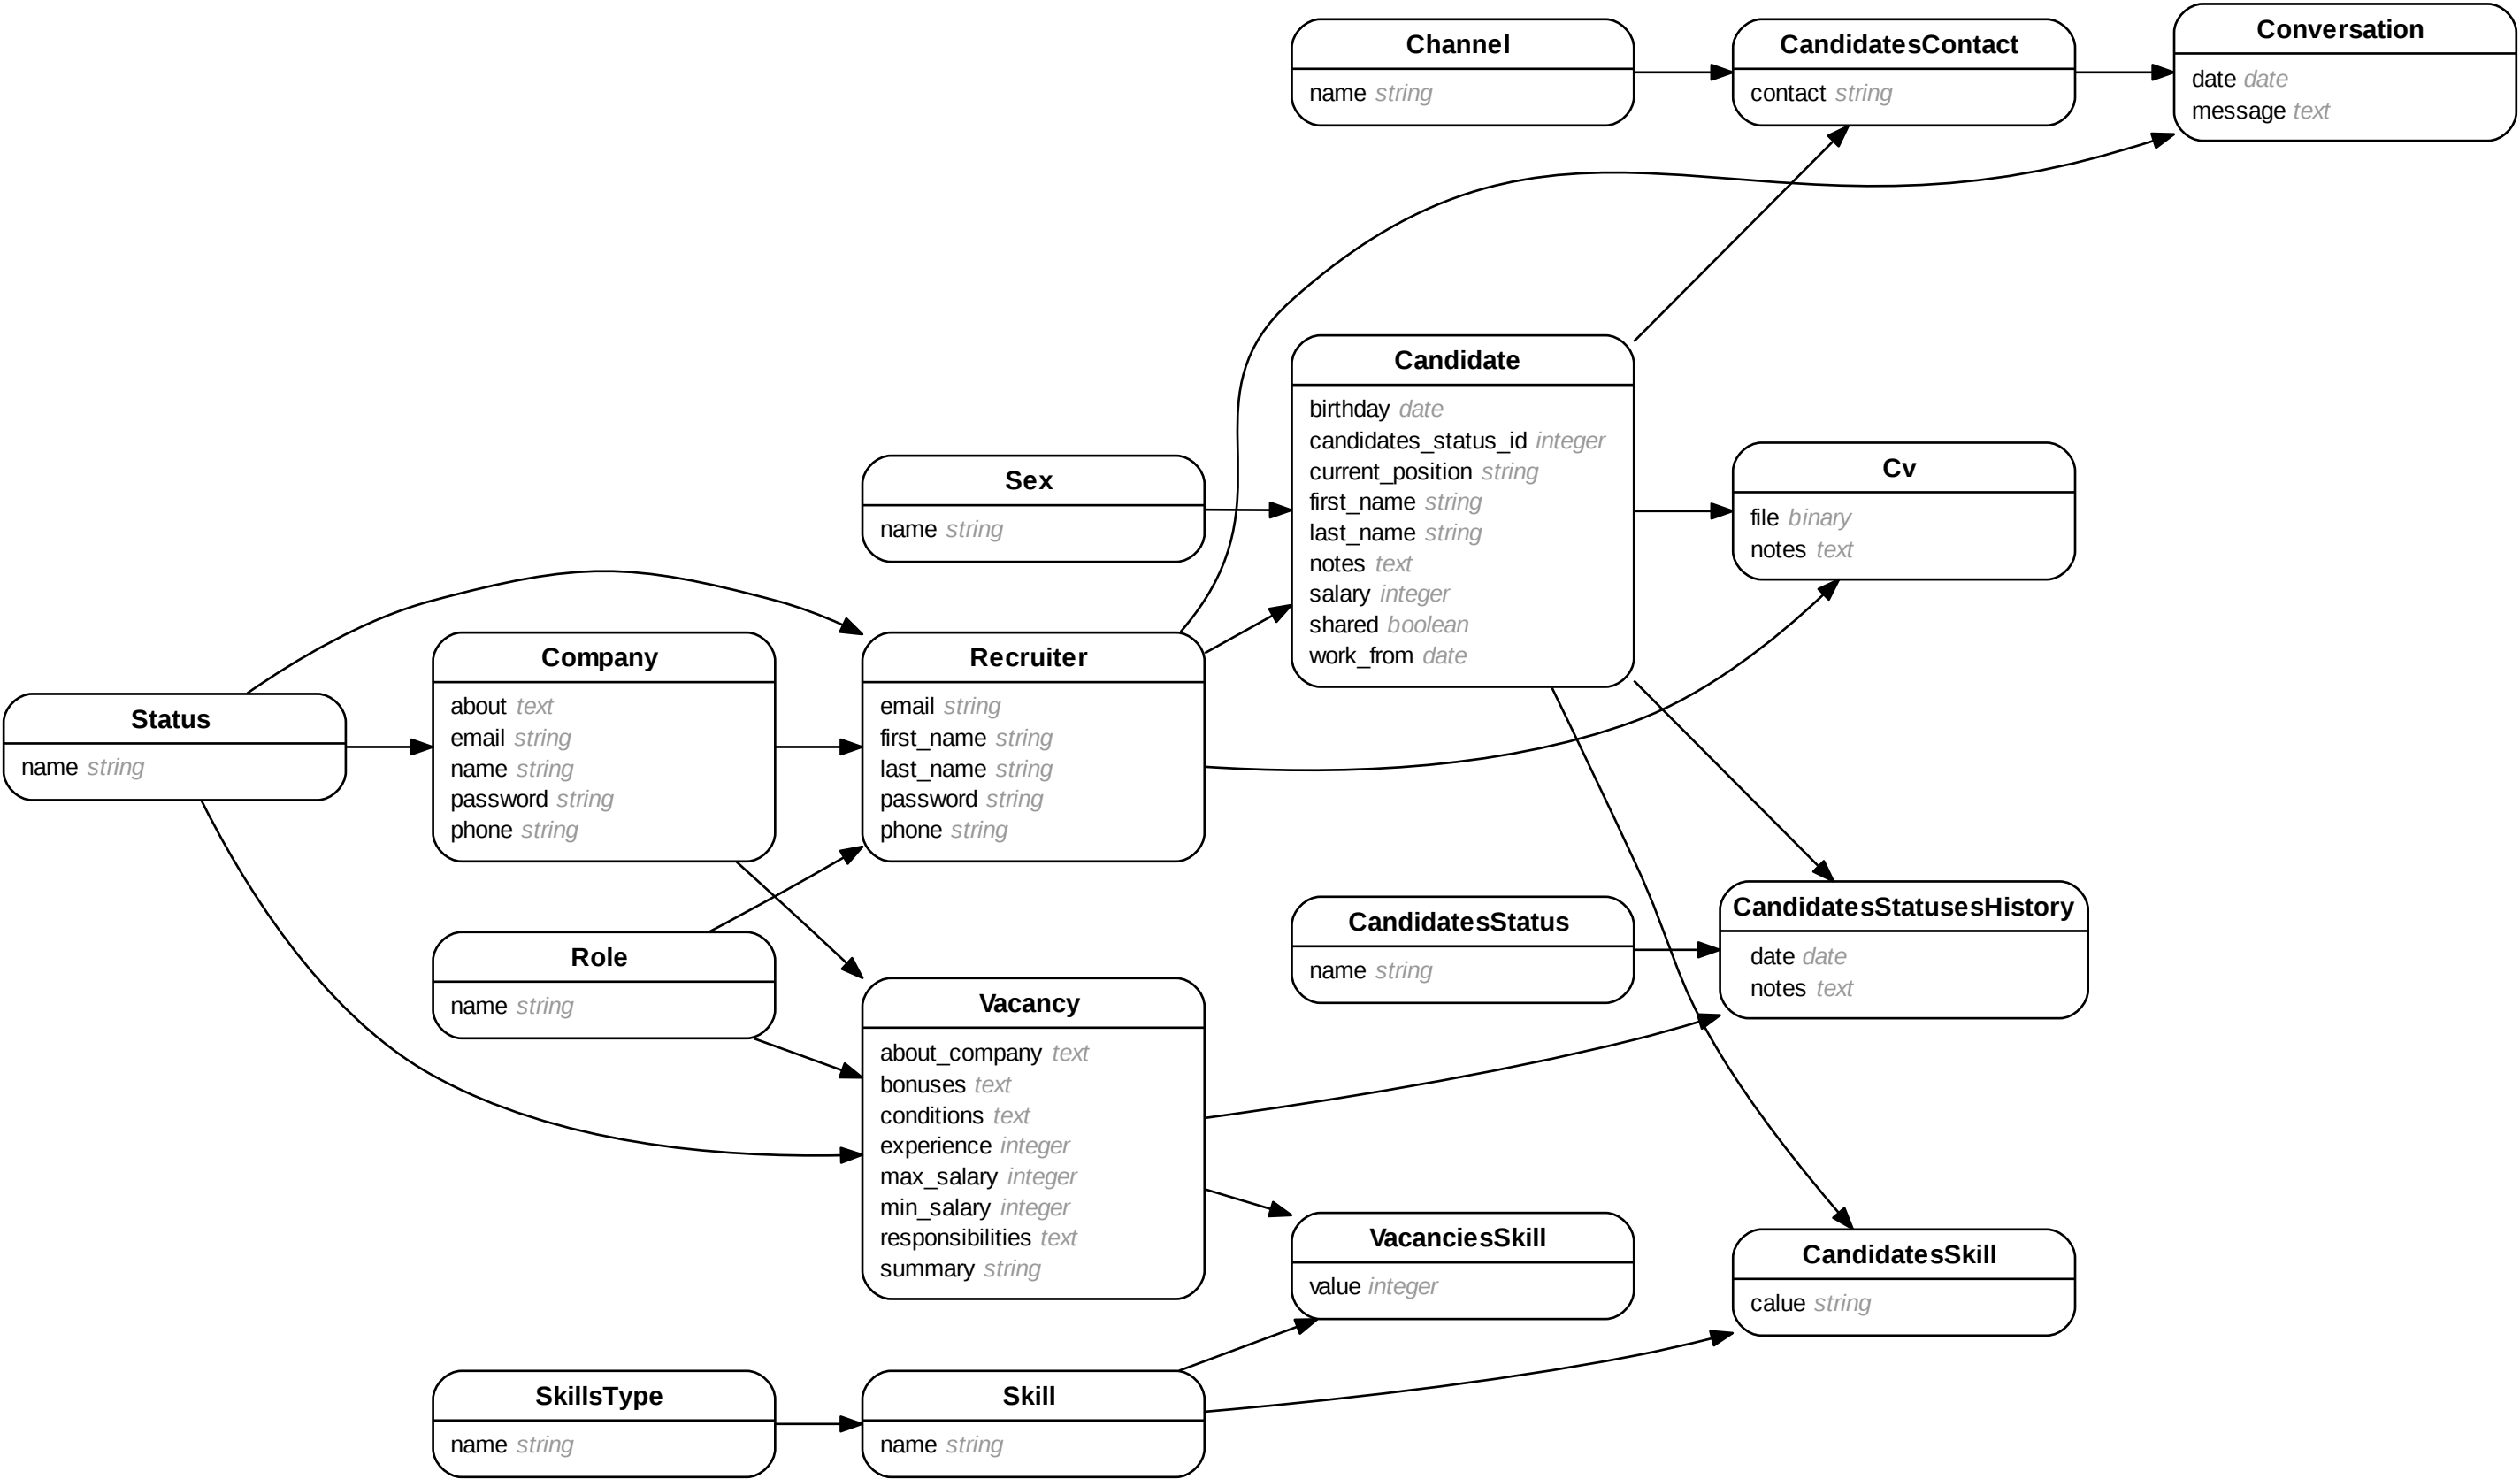 Channel
name string
CandidatesContact
contact string
Conversation
date date
message text
Candidate
birthday date
candidates_status_id integer
current_position string
first_name string
last_name string
notes text
salary integer
shared boolean
work_from date
Sex
name string
Cv
file binary
notes text
Status
name string
Company
about text
email string
name string
password string
phone string
Recruiter
email string
first_name string
last_name string
password string
phone string
Role
name string
CandidatesStatus
name string
CandidatesStatusesHistory
date date
notes text
Vacancy
about_company text
bonuses text
conditions text
experience integer
max_salary integer
min_salary integer
responsibilities text
summary string
VacanciesSkill
value integer
CandidatesSkill
calue string
SkillsType
name string
Skill
name string